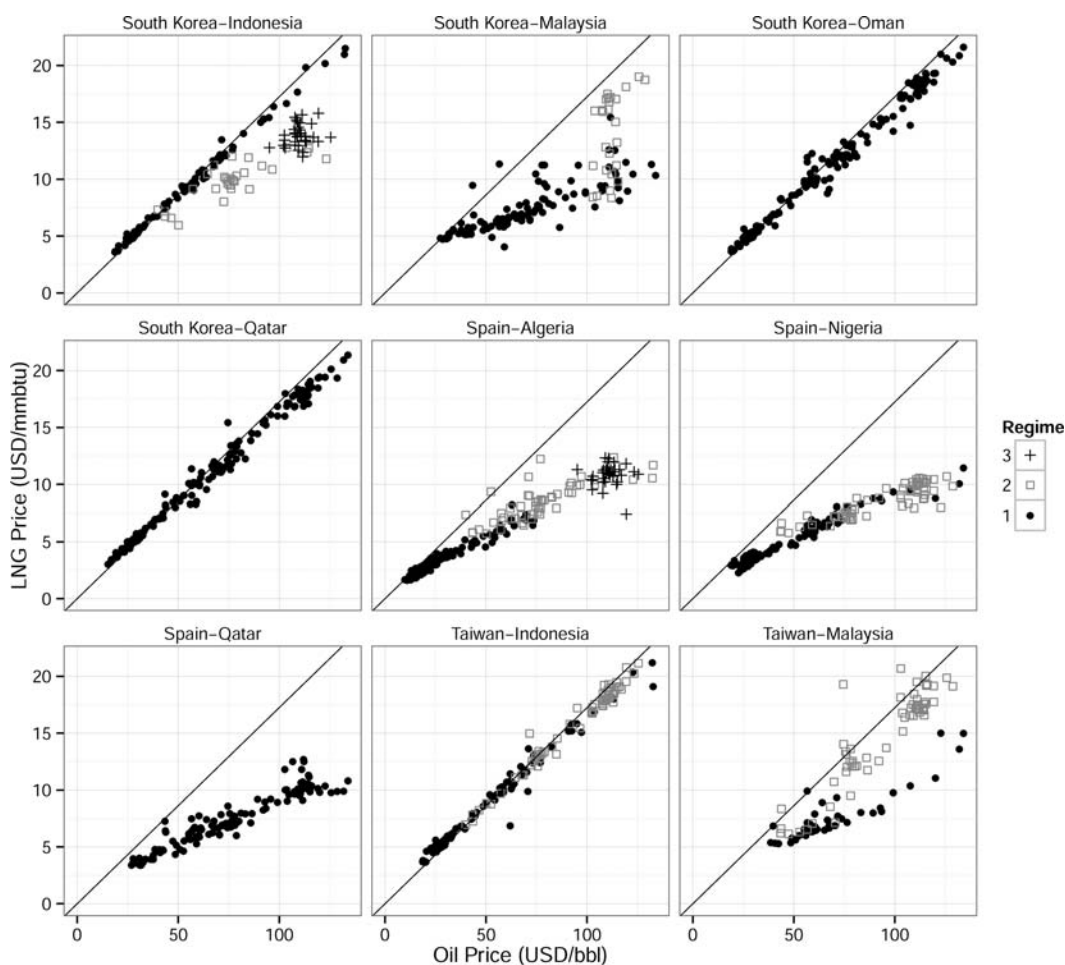 South Korea–Indonesia
South Korea–Malaysia
South Korea–Oman
20
15
10
5
0
South Korea–Qatar
Spain–Algeria
Spain–Nigeria
LNG Price (USD/mmbtu)
20
15
10
5
0
Regime
3
2
1
Spain–Qatar
Taiwan–Indonesia
Taiwan–Malaysia
20
15
10
5
0
0 50 100
0 50 100
0 50 100
Oil Price (USD/bbl)